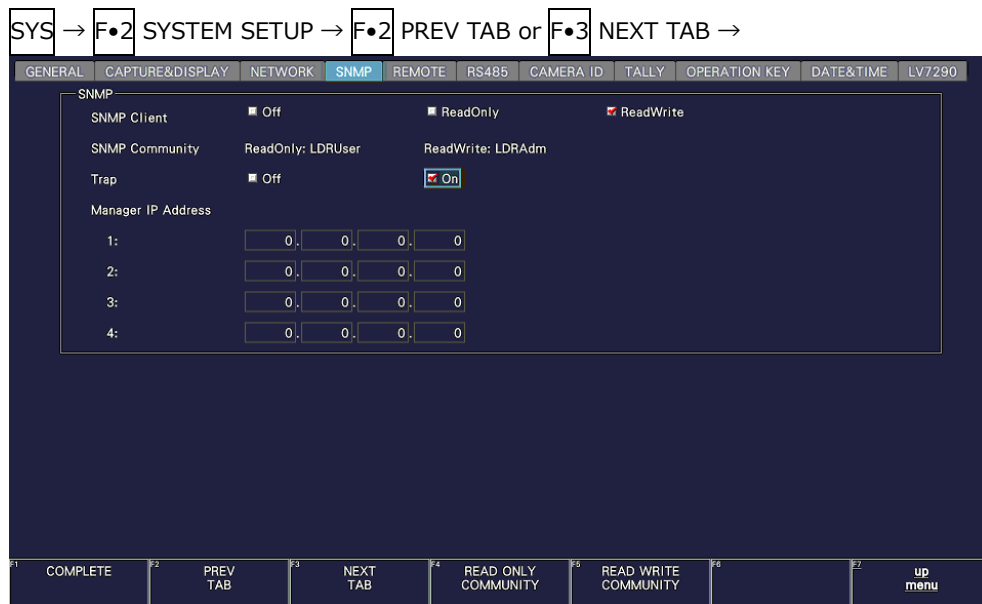 SYS → F•2 SYSTEM SETUP → F•2 PREV TAB or F•3 NEXT TAB →
GENERAL CAPTURE&DISPLAY NETWORK SNMP REMOTE RS485 CAMERA ID TALLY OPERATION KEY DATE&TIME LV7290
SNMP
SNMP Client Off ReadOnly ReadWrite
SNMP Community ReadOnly: LDRUser ReadWrite: LDRAdm
Trap Off On
Manager IP Address
1: 0. 0. 0. 0
2: 0. 0. 0. 0
3: 0. 0. 0. 0
4: 0. 0. 0. 0
F1 COMPLETE F2 PREV TAB F3 NEXT TAB F4 READ ONLY COMMUNITY F5 READ WRITE COMMUNITY F6 F7 up menu